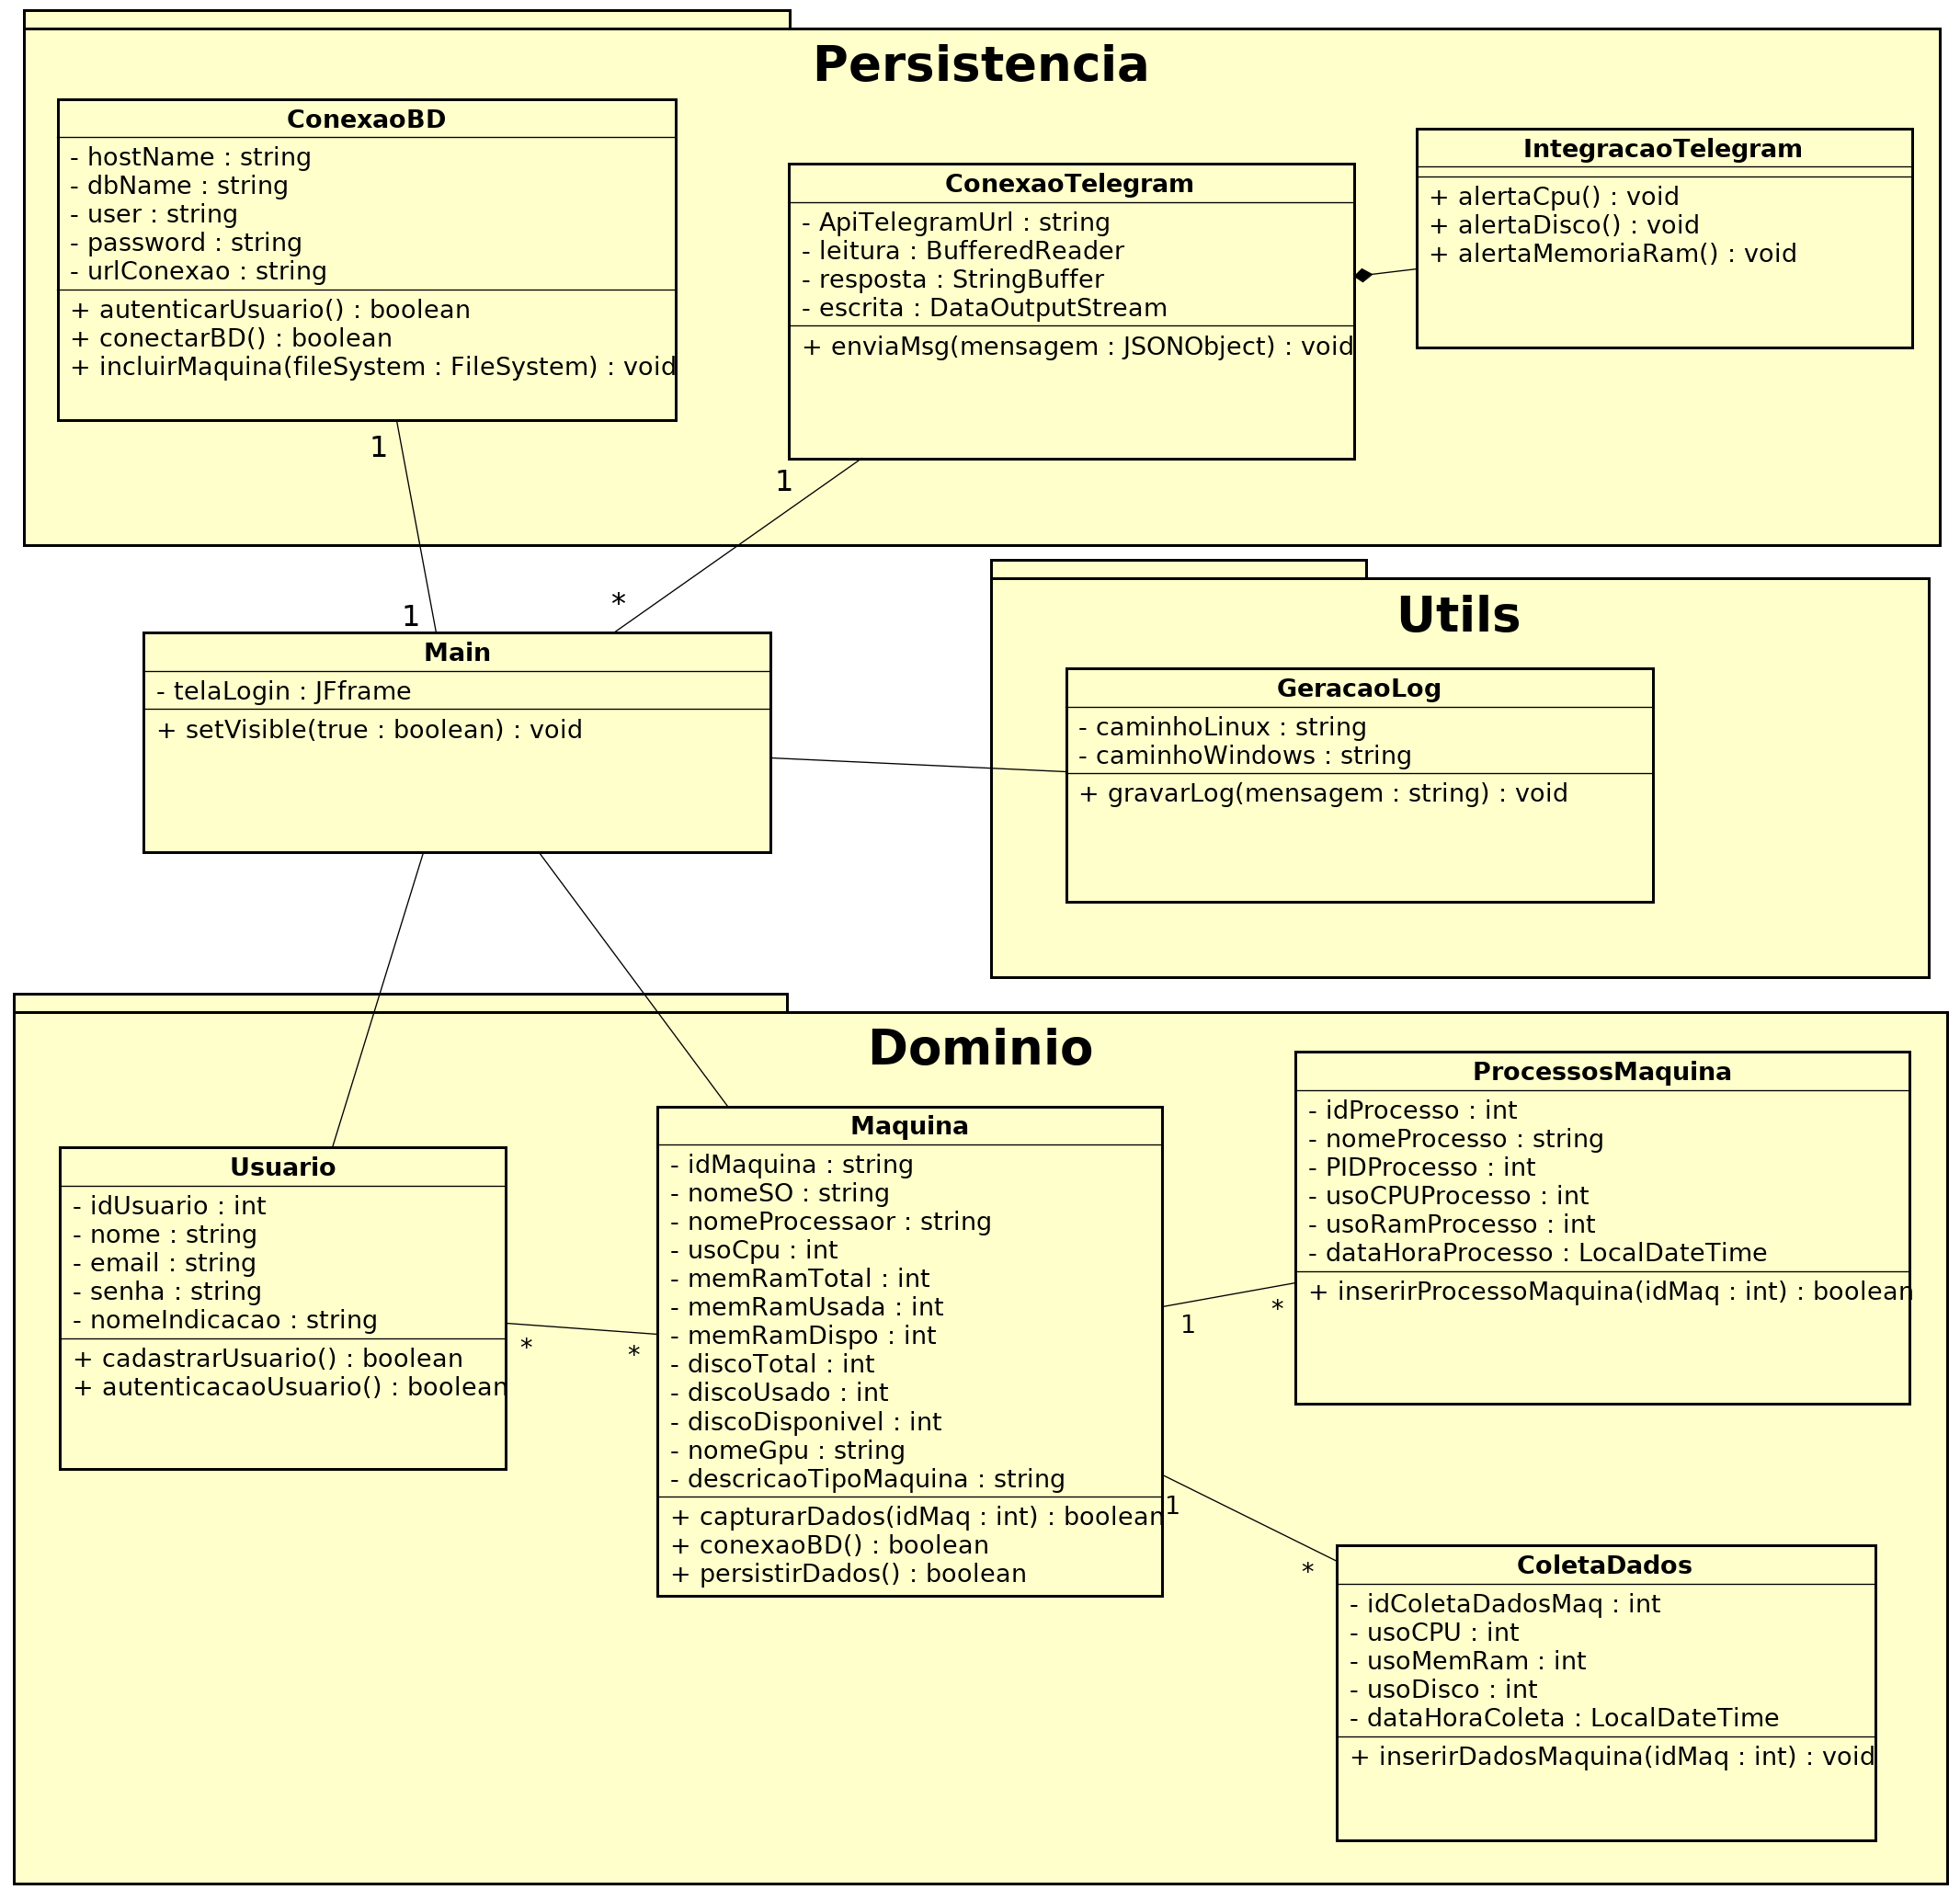 Persistencia
ConexaoBD
- hostName : string
- dbName : string
- user : string
- password : string
- urlConexao : string
+ autenticarUsuario() : boolean
+ conectarBD() : boolean
+ incluirMaquina(fileSystem : FileSystem) : void
ConexaoTelegram
- ApiTelegramUrl : string
- leitura : BufferedReader
- resposta : StringBuffer
- escrita : DataOutputStream
+ enviaMsg(mensagem : JSONObject) : void
IntegracaoTelegram
+ alertaCpu() : void
+ alertaDisco() : void
+ alertaMemoriaRam() : void
1
1
1
*
Main
- telaLogin : JFframe
+ setVisible(true : boolean) : void
Utils
GeracaoLog
- caminhoLinux : string
- caminhoWindows : string
+ gravarLog(mensagem : string) : void
Dominio
Usuario
- idUsuario : int
- nome : string
- email : string
- senha : string
- nomeIndicacao : string
+ cadastrarUsuario() : boolean
+ autenticacaoUsuario() : boolean
*
*
Maquina
- idMaquina : string
- nomeSO : string
- nomeProcessaor : string
- usoCpu : int
- memRamTotal : int
- memRamUsada : int
- memRamDispo : int
- discoTotal : int
- discoUsado : int
- discoDisponivel : int
- nomeGpu : string
- descricaoTipoMaquina : string
+ capturarDados(idMaq : int) : boolean
+ conexaoBD() : boolean
+ persistirDados() : boolean
1
*
1
*
ProcessosMaquina
- idProcesso : int
- nomeProcesso : string
- PIDProcesso : int
- usoCPUProcesso : int
- usoRamProcesso : int
- dataHoraProcesso : LocalDateTime
+ inserirProcessoMaquina(idMaq : int) : boolean
ColetaDados
- idColetaDadosMaq : int
- usoCPU : int
- usoMemRam : int
- usoDisco : int
- dataHoraColeta : LocalDateTime
+ inserirDadosMaquina(idMaq : int) : void